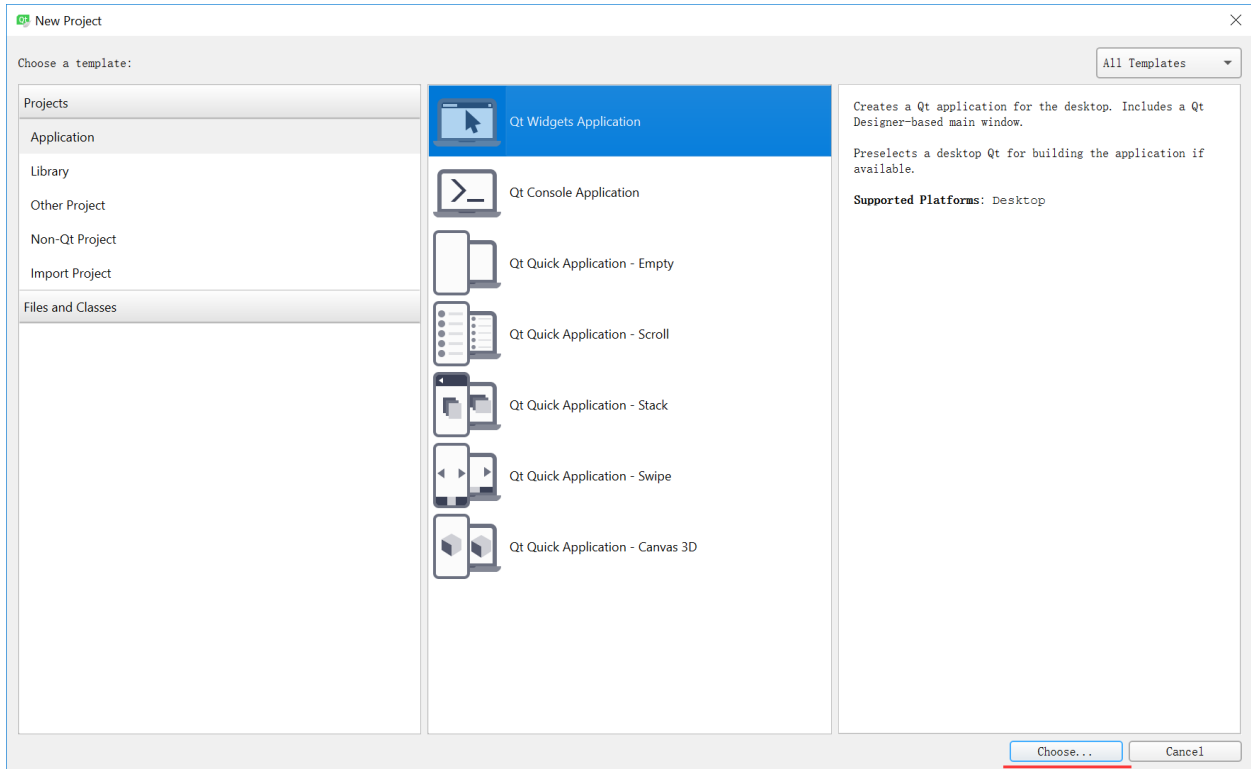 New Project
Choose a template:
All Templates
Projects
Application
Library
Other Project
Non-Qt Project
Import Project
Files and Classes
Qt Widgets Application
Qt Console Application
Qt Quick Application - Empty
Qt Quick Application - Scroll
Qt Quick Application - Stack
Qt Quick Application - Swipe
Qt Quick Application - Canvas 3D
Creates a Qt application for the desktop. Includes a Qt
Designer-based main window.
Preselects a desktop Qt for building the application if
available.
Supported Platforms: Desktop
Choose...
Cancel